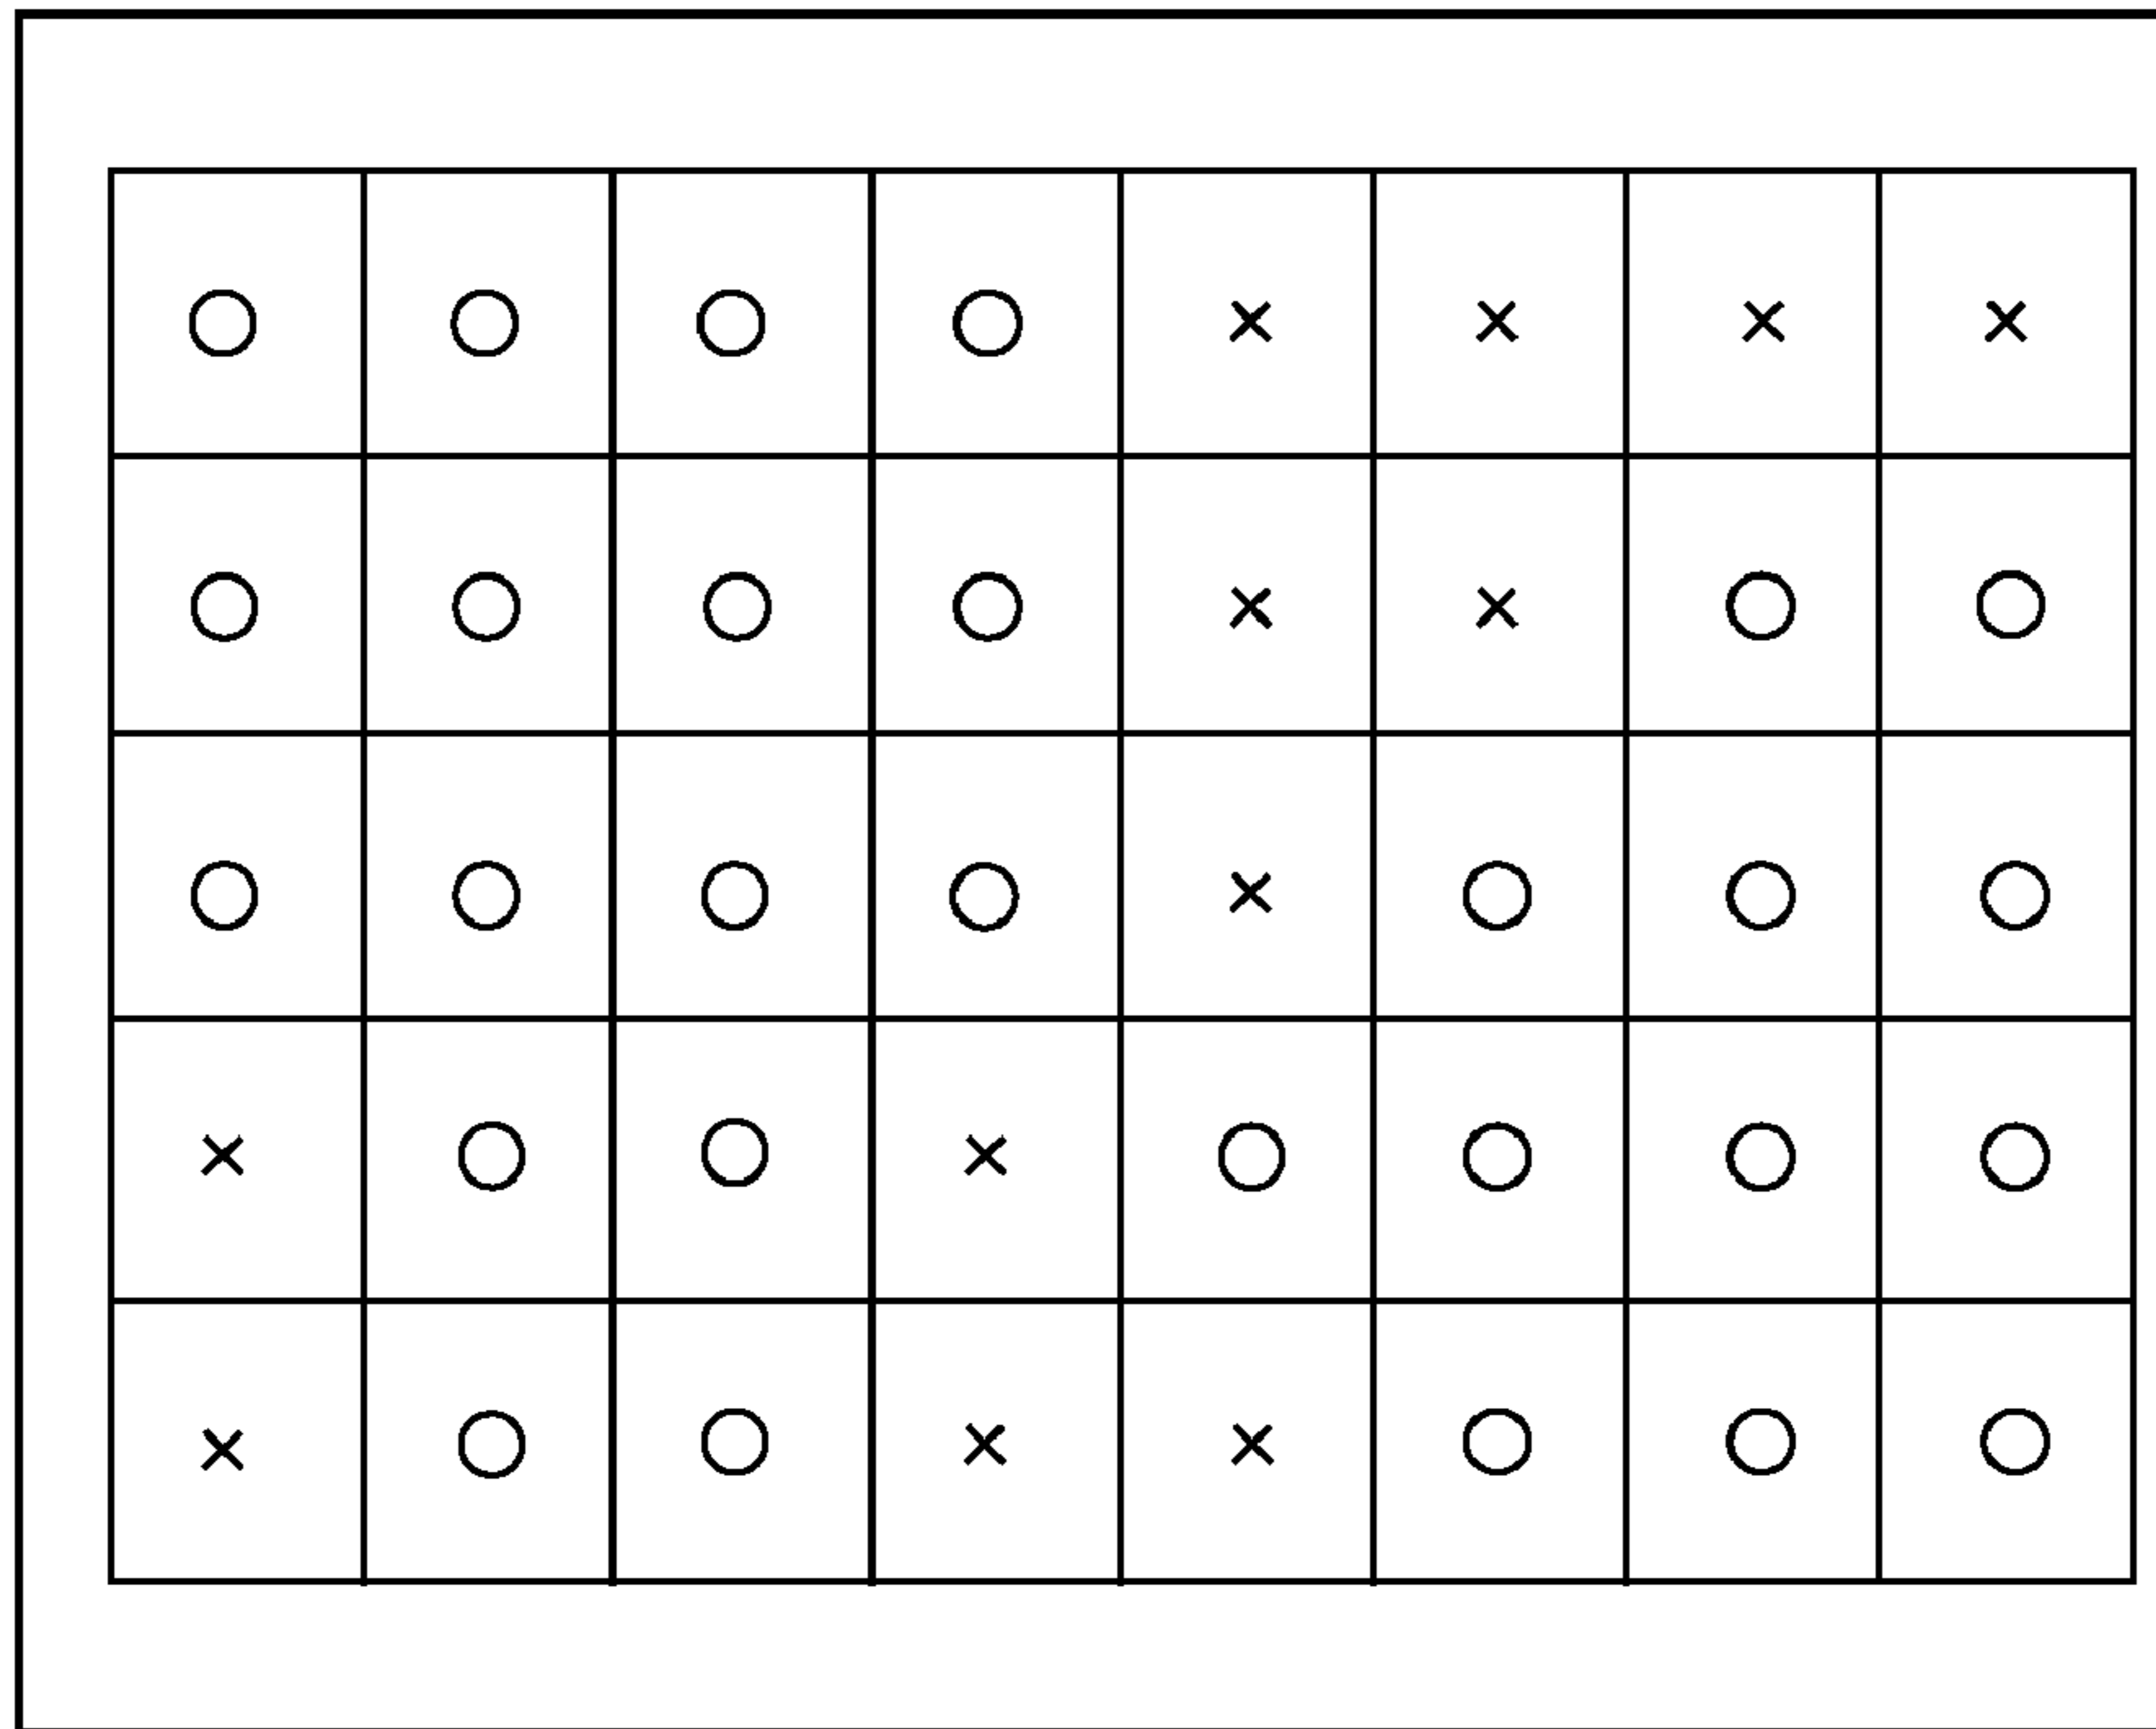 ○ ○ ○ ○ × × × ×
○ ○ ○ ○ × × ○ ○
○ ○ ○ ○ × ○ ○ ○
× ○ ○ × ○ ○ ○ ○
× ○ ○ × × ○ ○ ○